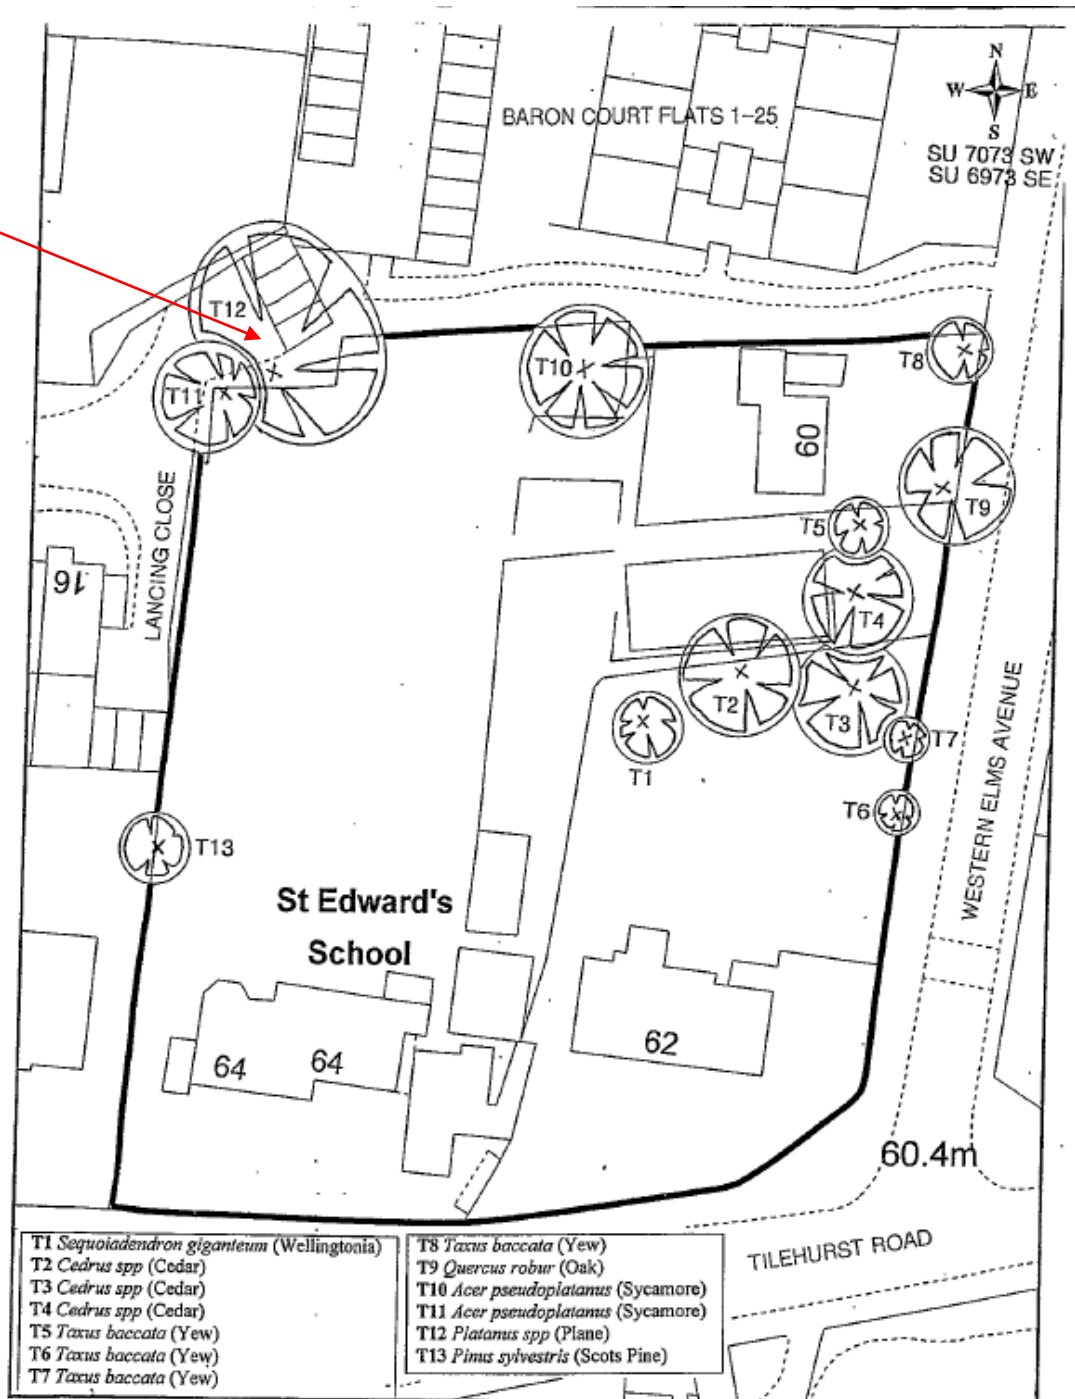 N
W E
S
BARON COURT FLATS 1-25
SU 7073 SW
SU 6973 SE
T12
T11
T10
T8
60
T9
T5
LANCING CLOSE
16
T4
T2
T3
T1
T7
T6
WESTERN ELMS AVENUE
T13
St Edward's
School
64
64
62
60.4m
TILEHURST ROAD
T1 Sequoiadendron giganteum (Wellingtonia)
T2 Cedrus spp (Cedar)
T3 Cedrus spp (Cedar)
T4 Cedrus spp (Cedar)
T5 Taxus baccata (Yew)
T6 Taxus baccata (Yew)
T7 Taxus baccata (Yew)
T8 Taxus baccata (Yew)
T9 Quercus robur (Oak)
T10 Acer pseudoplatanus (Sycamore)
T11 Acer pseudoplatanus (Sycamore)
T12 Platanus spp (Plane)
T13 Pinus sylvestris (Scots Pine)